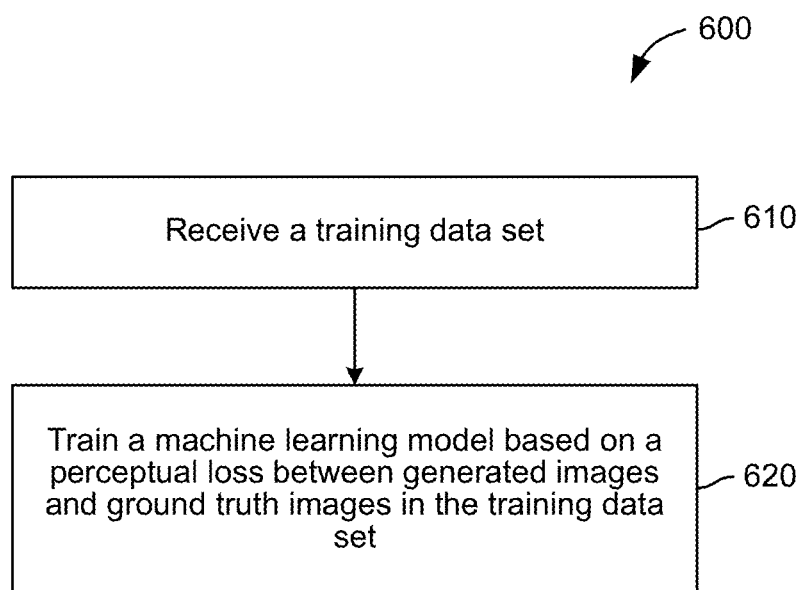 600
Receive a training data set
610
Train a machine learning model based on a
perceptual loss between generated images
and ground truth images in the training data
set
620